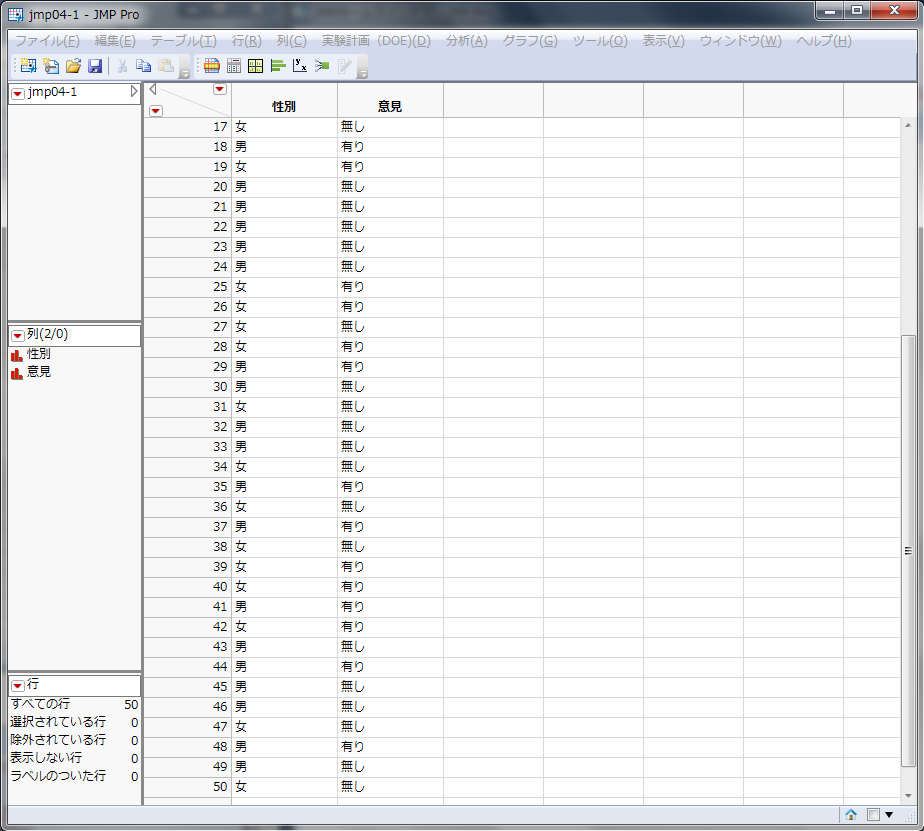 jmp04-1 - JMP Pro
ファイル(F) 編集(E) テーブル(T) 行(R) 列(C) 実験計画 (DOE)(D) 分析(A) グラフ(G) ツール(O) 表示(V) ウィンドウ(W) ヘルプ(H)
jmp04-1
列(2/0)
性別
意見
行
すべての行 50
選択されている行 0
除外されている行 0
表示しない行 0
ラベルのついた行 0
性別 意見
17 女 無し
18 男 有り
19 女 有り
20 男 無し
21 男 無し
22 男 無し
23 男 無し
24 男 無し
25 女 有り
26 女 有り
27 女 無し
28 女 有り
29 男 有り
30 男 無し
31 女 無し
32 男 無し
33 男 無し
34 女 無し
35 男 有り
36 女 無し
37 男 有り
38 女 無し
39 女 有り
40 女 有り
41 男 有り
42 女 有り
43 男 無し
44 男 有り
45 男 無し
46 男 無し
47 女 無し
48 男 有り
49 男 無し
50 女 無し